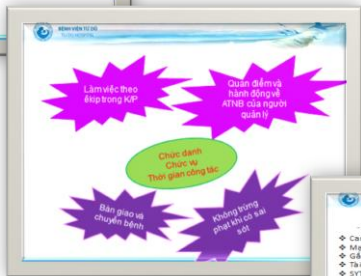 BỆNH VIỆN TỪ DŨ
Làm việc theo
êkip trong K/P
Quan điểm và
hành động về
ATNB của người
quản lý
Chức danh
Chức vụ
Thời gian công tác
Bàn giao và
chuyển bệnh
Không trừng
phạt khi có sai
sót